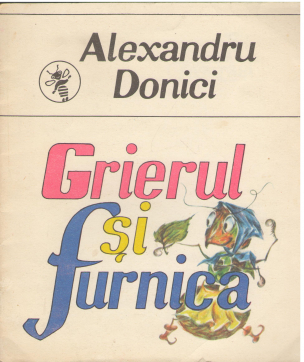 Alexandru
Donici
Grierul
și
furnica